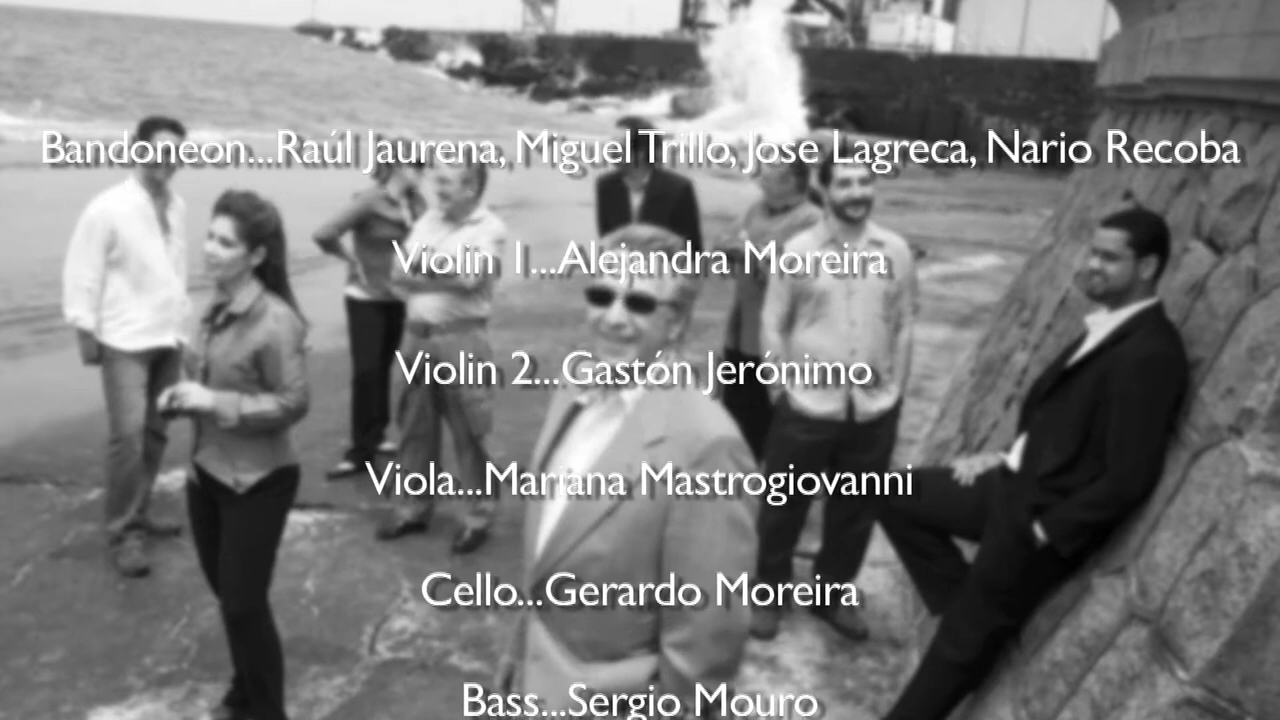 Bandoneon...Raúl Jaurena, Miguel Trillo, Jose Lagreca, Nario Recoba
Violin 1...Alejandra Moreira
Violin 2...Gastón Jerónimo
Viola...Mariana Mastrogiovanni
Cello...Gerardo Moreira
Bass...Sergio Mouro